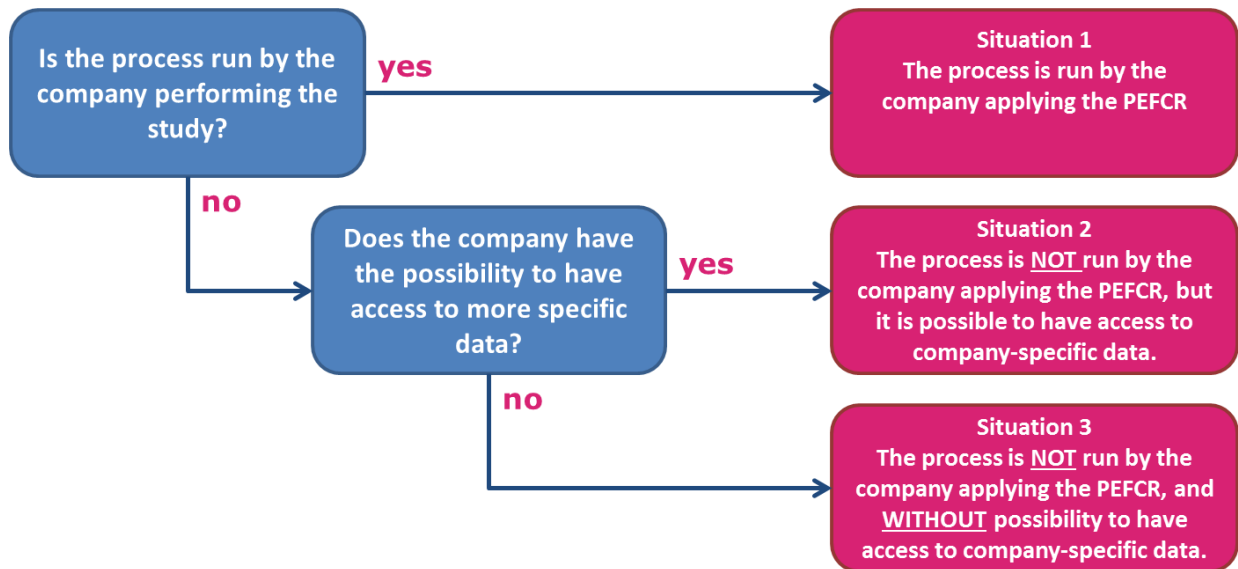 Is the process run by the
company performing the
study?
yes
Situation 1
The process is run by the
company applying the PEFCR
no
Does the company have
the possibility to have
access to more specific
data?
yes
Situation 2
The process is NOT run by the
company applying the PEFCR, but
it is possible to have access to
company-specific data.
no
Situation 3
The process is NOT run by the
company applying the PEFCR, and
WITHOUT possibility to have
access to company-specific data.